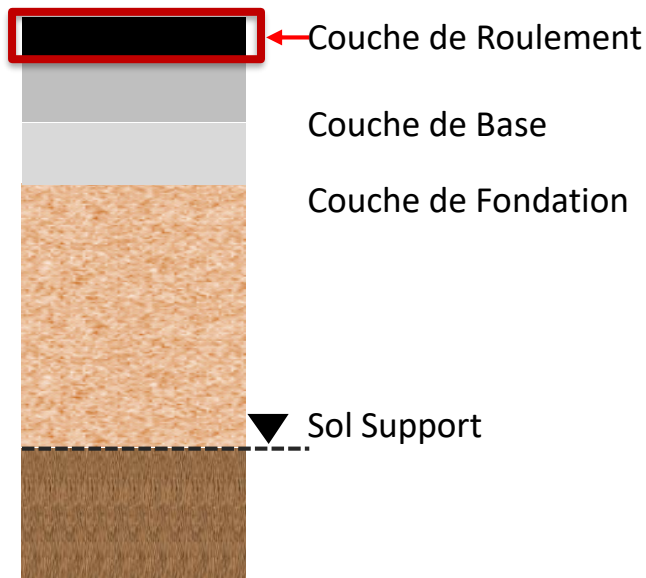 Couche de Roulement
Couche de Base
Couche de Fondation
Sol Support